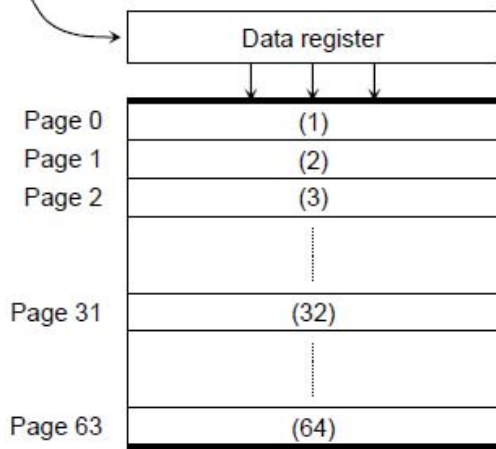 Data register
Page 0 (1)
Page 1 (2)
Page 2 (3)
Page 31 (32)
Page 63 (64)